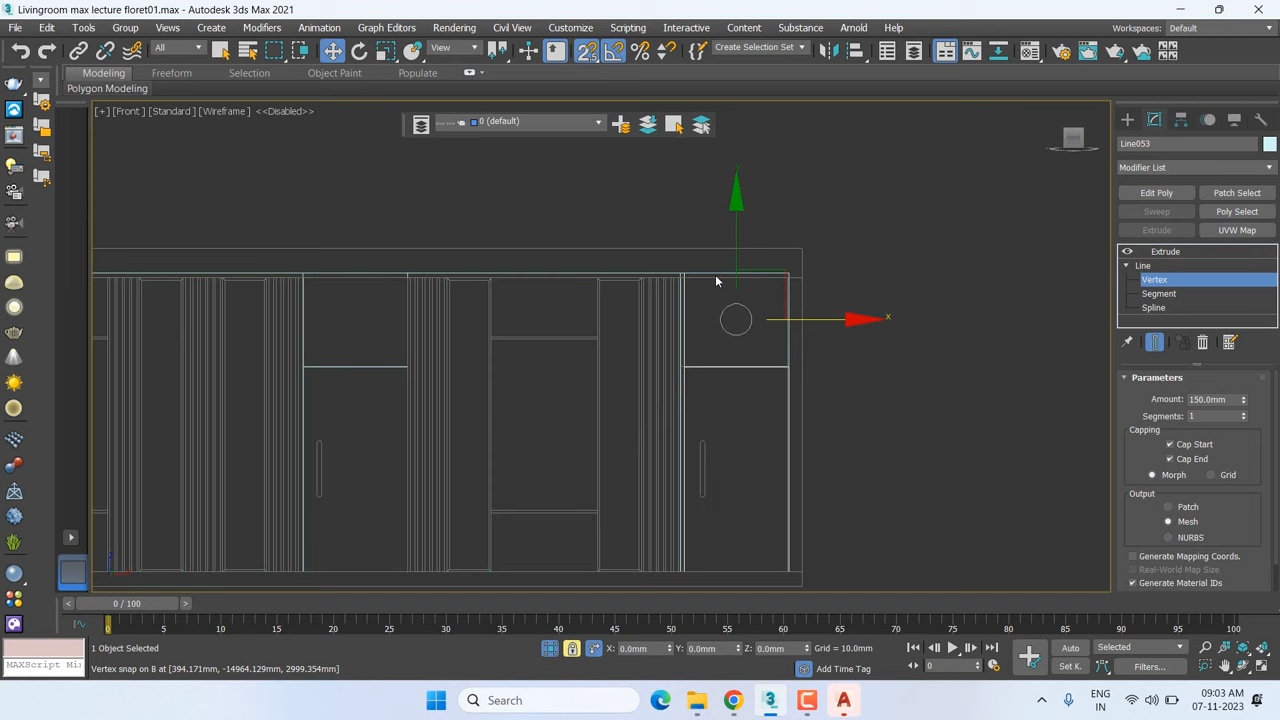 Livingroom max lecture floret01.max - Autodesk 3ds Max 2021
File Edit Tools Group Views Create Modifiers Animation Graph Editors Rendering Civil View Customize Scripting Interactive Content Substance Arnold Help Workspaces: Default
All View Create Selection Set
Modeling Freeform Selection Object Paint Populate
Polygon Modeling
[+] [Front] [Standard] [Wireframe] <<Disabled>>
0 (default)
FRONT
Line053
Modifier List
Edit Poly Patch Select
Sweep Poly Select
Extrude UVW Map
Extrude
Line
Vertex
Segment
Spline
Parameters
Amount: 150.0mm
Segments: 1
Capping
Cap Start
Cap End
Morph Grid
Output
Patch
Mesh
NURBS
Generate Mapping Coords.
Real-World Map Size
Generate Material IDs
x
0 / 100
0 5 10 15 20 25 30 35 40 45 50 55 60 65 70 75 80 85 90 95 100
1 Object Selected X: 0.0mm Y: 0.0mm Z: 0.0mm Grid = 10.0mm Auto Selected
MAXScript Mi
Vertex snap on B at [394.171mm, -14964.129mm, 2999.354mm] Add Time Tag Set K. 0 Filters...
Search
ENG
IN
09:03 AM
07-11-2023